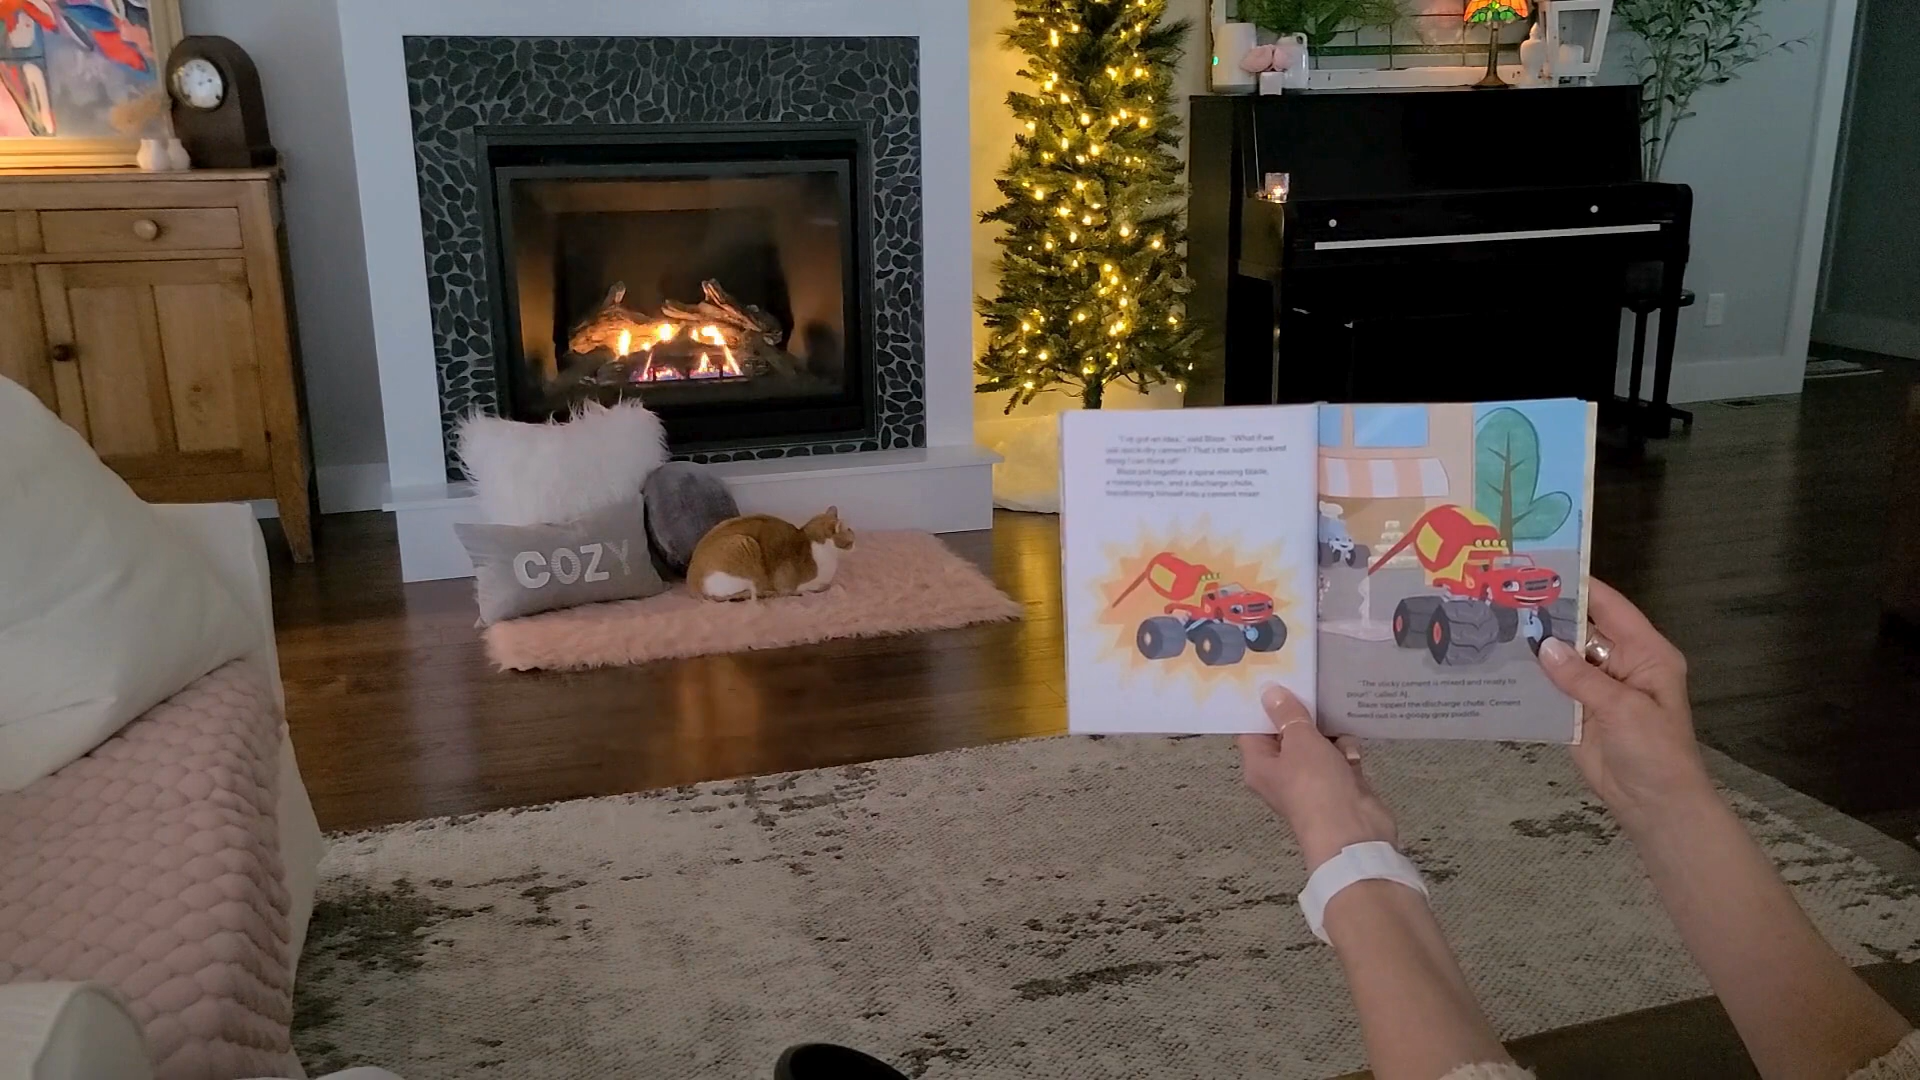 COZY
"I've got an idea," said Blaze. "What if we
use quick-dry cement? That's the super stickiest
thing I can think of!"
Blaze put together a spiral mixing blade,
a rotating drum, and a discharge chute,
transforming himself into a cement mixer.
"The sticky cement is mixed and ready to
pour!" called AJ.
Blaze tipped the discharge chute. Cement
flowed out in a goopy gray puddle.